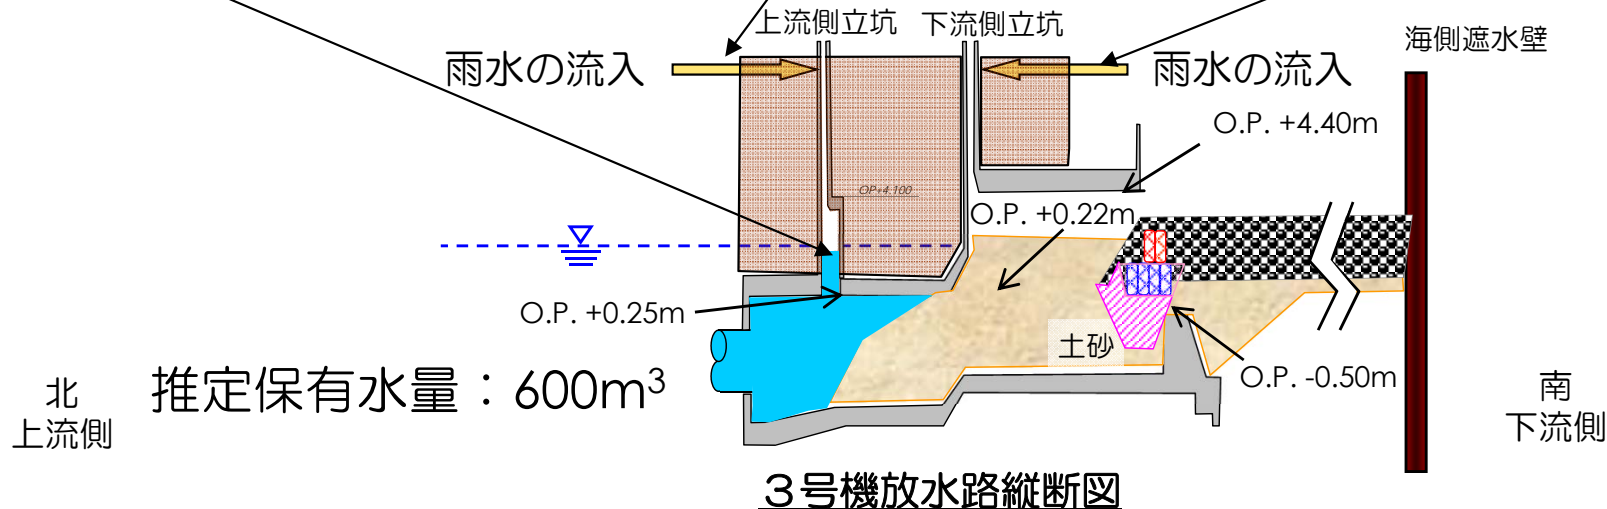 上流側立坑
下流側立坑
海側遮水壁
雨水の流入
雨水の流入
O.P. +4.40m
OP+4.100
O.P. +0.22m
O.P. +0.25m
土砂
O.P. -0.50m
推定保有水量：600m³
北
上流側
南
下流側
３号機放水路縦断図